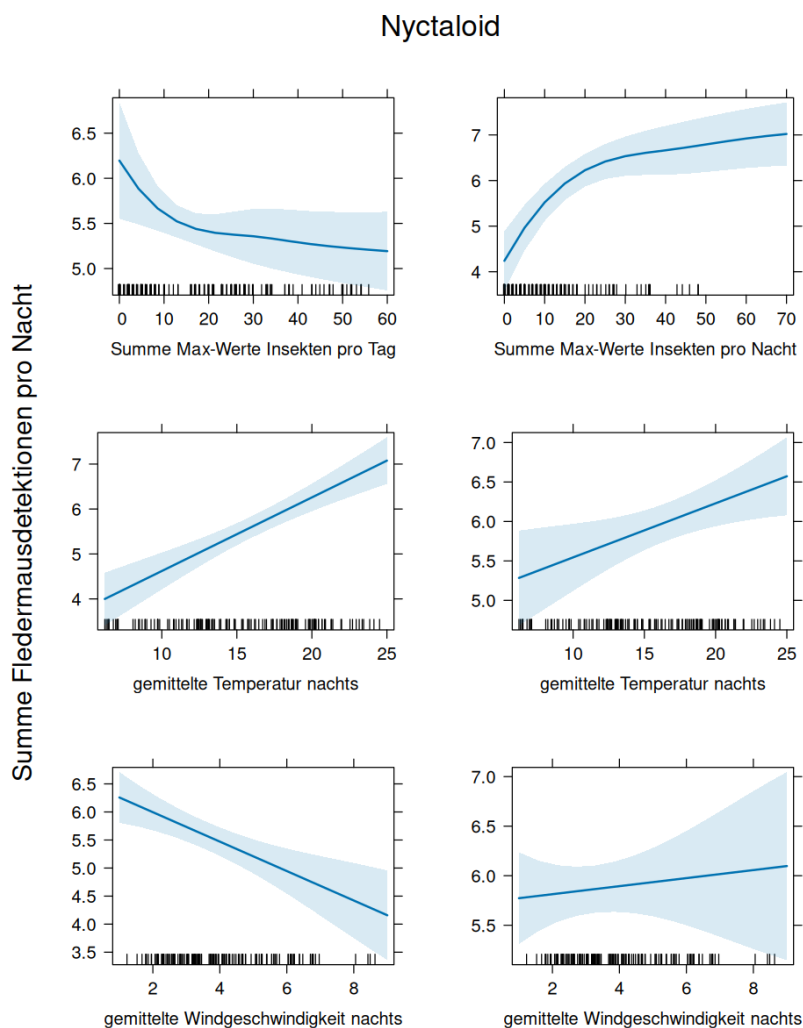 Nyctaloid
Summe Fledermausdetektionen pro Nacht
6.5
6.0
5.5
5.0
0 10 20 30 40 50 60
Summe Max-Werte Insekten pro Tag
7
6
5
4
0 10 20 30 40 50 60 70
Summe Max-Werte Insekten pro Nacht
7
6
5
4
10 15 20 25
gemittelte Temperatur nachts
7.0
6.5
6.0
5.5
5.0
10 15 20 25
gemittelte Temperatur nachts
6.5
6.0
5.5
5.0
4.5
4.0
3.5
2 4 6 8
gemittelte Windgeschwindigkeit nachts
7.0
6.5
6.0
5.5
2 4 6 8
gemittelte Windgeschwindigkeit nachts